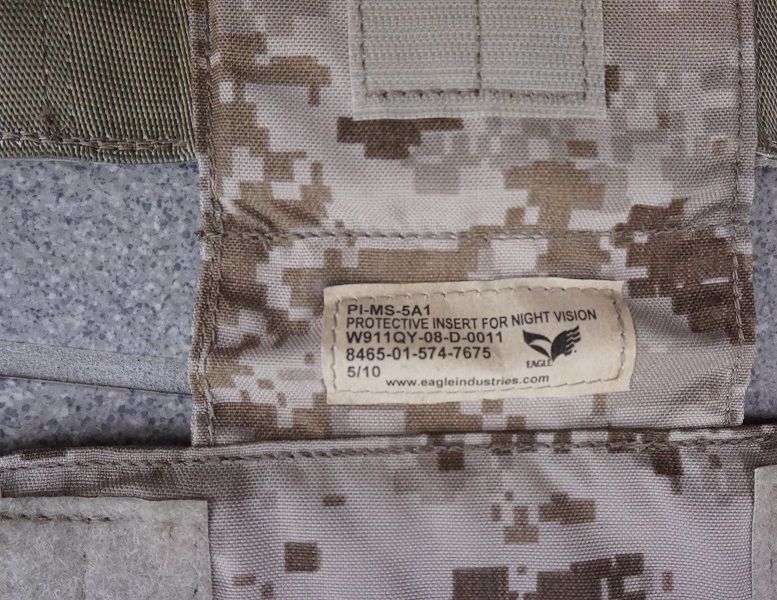 PI-MS-5A1
PROTECTIVE INSERT FOR NIGHT VISION
W911QY-08-D-0011
8465-01-574-7675
EAGLE
5/10
www.eagleindustries.com